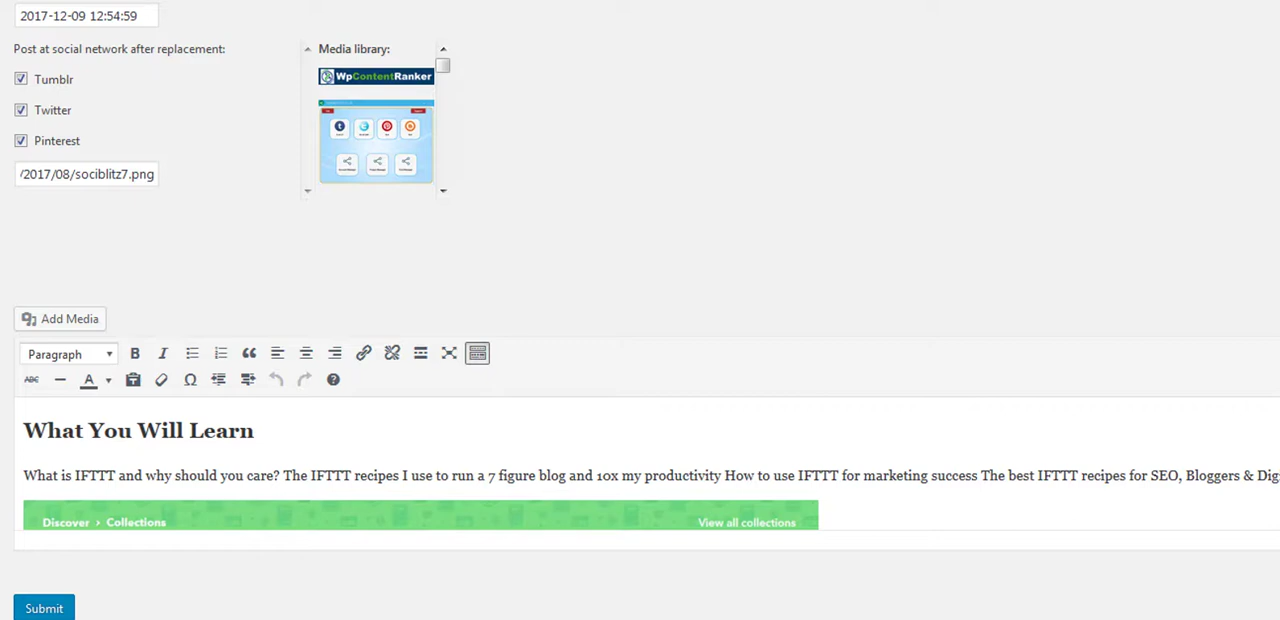 2017-12-09 12:54:59
Post at social network after replacement:
Media library:
WpContentRanker
Tumblr
Twitter
Pinterest
/2017/08/sociblitz7.png
Add Media
Paragraph
B I
ABC A Ω ?
What You Will Learn
What is IFTTT and why should you care? The IFTTT recipes I use to run a 7 figure blog and 10x my productivity How to use IFTTT for marketing success The best IFTTT recipes for SEO, Bloggers & Dig
Discover › Collections
View all collections
Submit